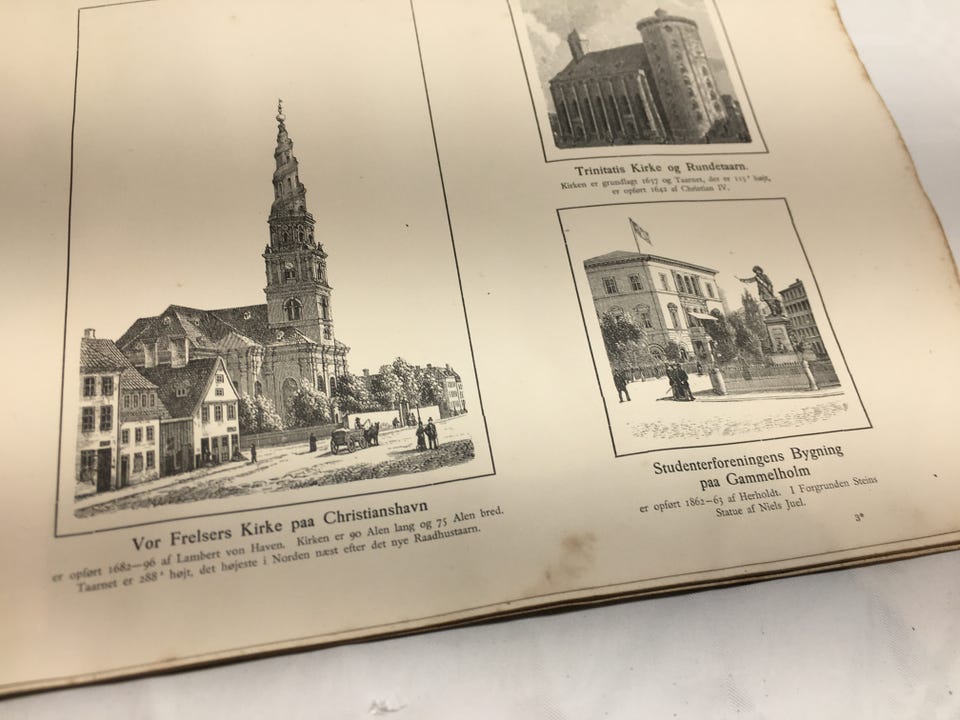 Trinitatis Kirke og Rundetaarn.
Kirken er grundlagt 1637 og Taarnet, der er 115' højt,
er opført 1642 af Christian IV.
Vor Frelsers Kirke paa Christianshavn
er opført 1682—96 af Lambert von Haven. Kirken er 90 Alen lang og 75 Alen bred.
Taarnet er 288' højt, det højeste i Norden næst efter det nye Raadhustaarn.
Studenterforeningens Bygning
paa Gammelholm
er opført 1862—63 af Herholdt. I Forgrunden Steins
Statue af Niels Juel.
3*